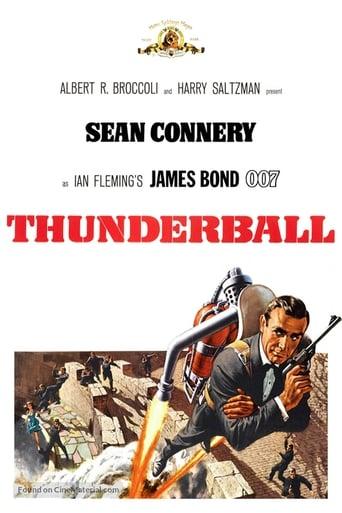 ALBERT R. BROCCOLI and HARRY SALTZMAN present
SEAN CONNERY
as IAN FLEMING'S JAMES BOND 007
THUNDERBALL
Found on CineMaterial.com